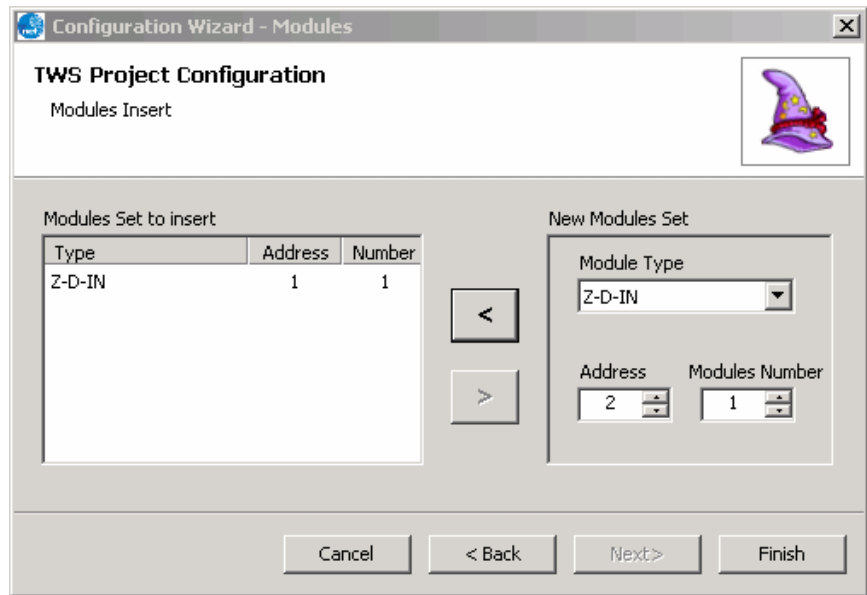 Configuration Wizard - Modules
TWS Project Configuration
Modules Insert
Modules Set to insert
Type Address Number
Z-D-IN 1 1
<
>
New Modules Set
Module Type
Z-D-IN
Address Modules Number
2 1
Cancel < Back Next> Finish